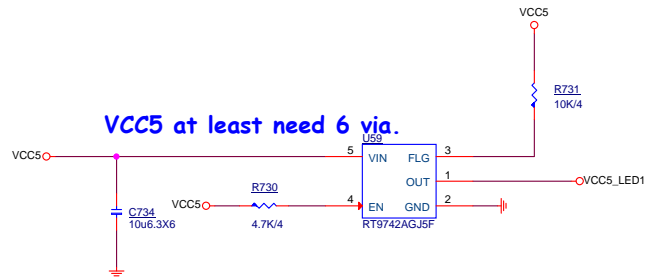 VCC5
R731
10K/4
VCC5 at least need 6 via.
U59
VCC5
5
VIN
FLG
3
OUT
1
VCC5_LED1
R730
C734
10u6.3X6
VCC5
4.7K/4
4
EN
GND
2
RT9742AGJ5F